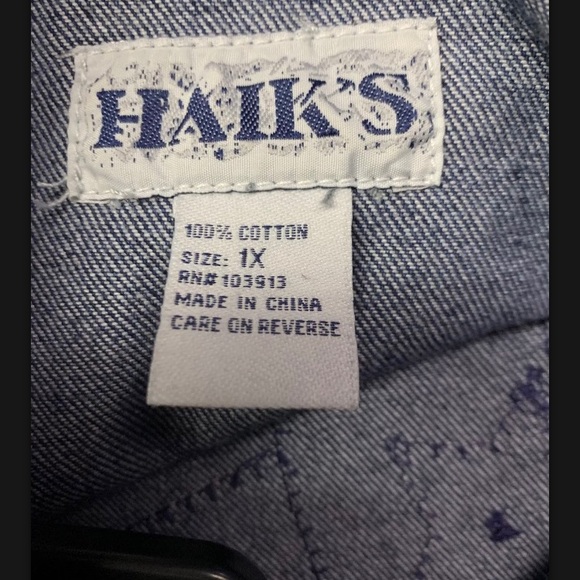 HAIK'S
100% COTTON
SIZE: 1X
RN# 103913
MADE IN CHINA
CARE ON REVERSE